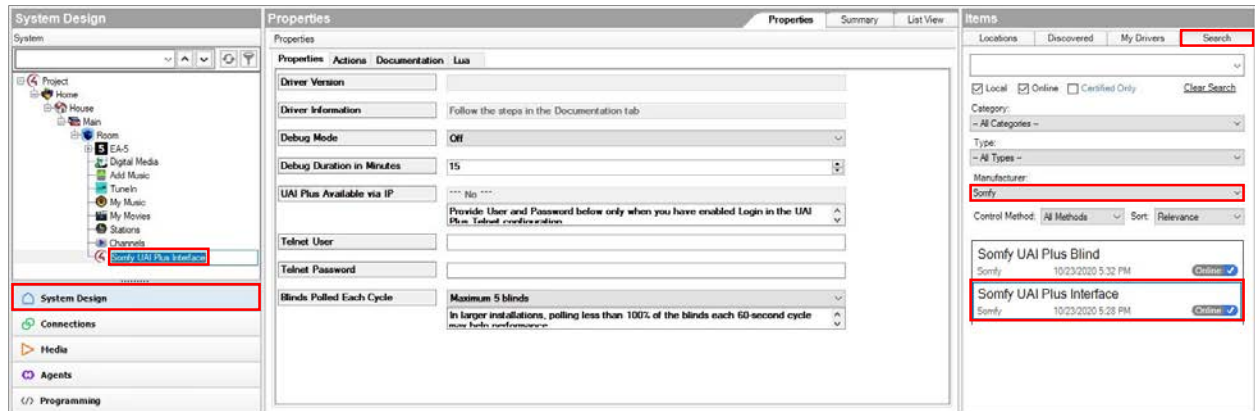 System Design
System
Project
Home
House
Main
Room
EA-5
Digital Media
Add Music
TuneIn
My Music
My Movies
Stations
Channels
Somfy UAI Plus Interface
System Design
Connections
Media
Agents
Programming
Properties
Properties Summary List View
Properties
Properties Actions Documentation Lua
Driver Version
Driver Information Follow the steps in the Documentation tab
Debug Mode Off
Debug Duration in Minutes 15
UAI Plus Available via IP *** No ***
Provide User and Password below only when you have enabled Login in the UAI
Plus Telnet configuration
Telnet User
Telnet Password
Blinds Polled Each Cycle Maximum 5 blinds
In larger installations, polling less than 100% of the blinds each 60-second cycle
may help performance
Items
Locations Discovered My Drivers Search
Local Online Certified Only Clear Search
Category:
-- All Categories --
Type:
-- All Types --
Manufacturer:
Somfy
Control Method: All Methods Sort: Relevance
Somfy UAI Plus Blind
Somfy 10/23/2020 5:32 PM Online
Somfy UAI Plus Interface
Somfy 10/23/2020 5:28 PM Online